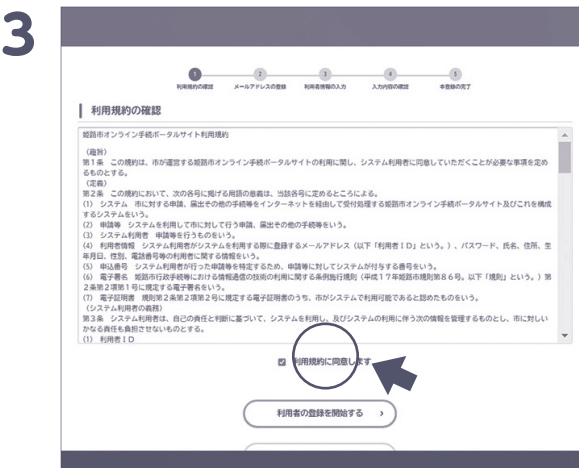 3
1
2
3
4
5
利用規約の確認
メールアドレスの登録
利用者情報の入力
入力内容の確認
本登録の完了
利用規約の確認
姫路市オンライン手続ポータルサイト利用規約
（趣旨）
第１条　この規約は、市が運営する姫路市オンライン手続ポータルサイトの利用に関し、システム利用者に同意していただくことが必要な事項を定め
るものとする。
（定義）
第２条　この規約において、次の各号に掲げる用語の意義は、当該各号に定めるところによる。
(1)　システム　市に対する申請、届出その他の手続等をインターネットを経由して受付処理する姫路市オンライン手続ポータルサイト及びこれを構成
するシステムをいう。
(2)　申請等　システムを利用して市に対して行う申請、届出その他の手続等をいう。
(3)　システム利用者　申請等を行うものをいう。
(4)　利用者情報　システム利用者がシステムを利用する際に登録するメールアドレス（以下「利用者ＩＤ」という。）、パスワード、氏名、住所、生
年月日、性別、電話番号等の利用者に関する情報をいう。
(5)　申込番号　システム利用者が行った申請等を特定するため、申請等に対してシステムが付与する番号をいう。
(6)　電子署名　姫路市行政手続等における情報通信の技術の利用に関する条例施行規則（平成１７年姫路市規則第８６号。以下「規則」という。）第
２条第２項第１号に規定する電子署名をいう。
(7)　電子証明書　規則第２条第２項第２号に規定する電子証明書のうち、市がシステムで利用可能であると認めたものをいう。
（システム利用者の義務）
第３条　システム利用者は、自己の責任と判断に基づいて、システムを利用し、及びシステムの利用に伴う次の情報を管理するものとし、市に対しい
かなる責任も負担させないものとする。
(1)　利用者ＩＤ
利用規約に同意します
利用者の登録を開始する　›